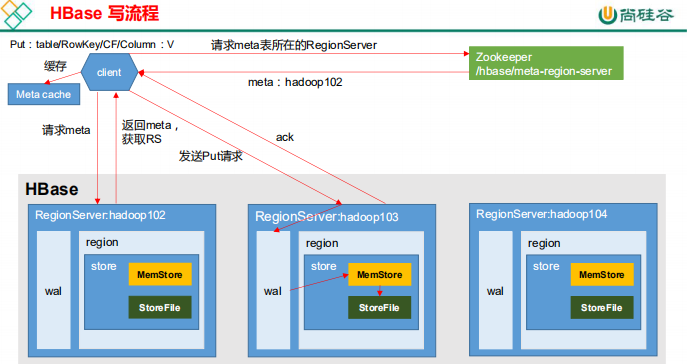 HBase 写流程
尚硅谷
Put：table/RowKey/CF/Column：V
请求meta表所在的RegionServer
Zookeeper
/hbase/meta-region-server
缓存
client
meta：hadoop102
Meta cache
请求meta
返回meta，
获取RS
ack
发送Put请求
HBase
RegionServer:hadoop102
region
store
MemStore
wal
StoreFile
RegionServer:hadoop103
region
store
MemStore
wal
StoreFile
RegionServer:hadoop104
region
store
MemStore
wal
StoreFile